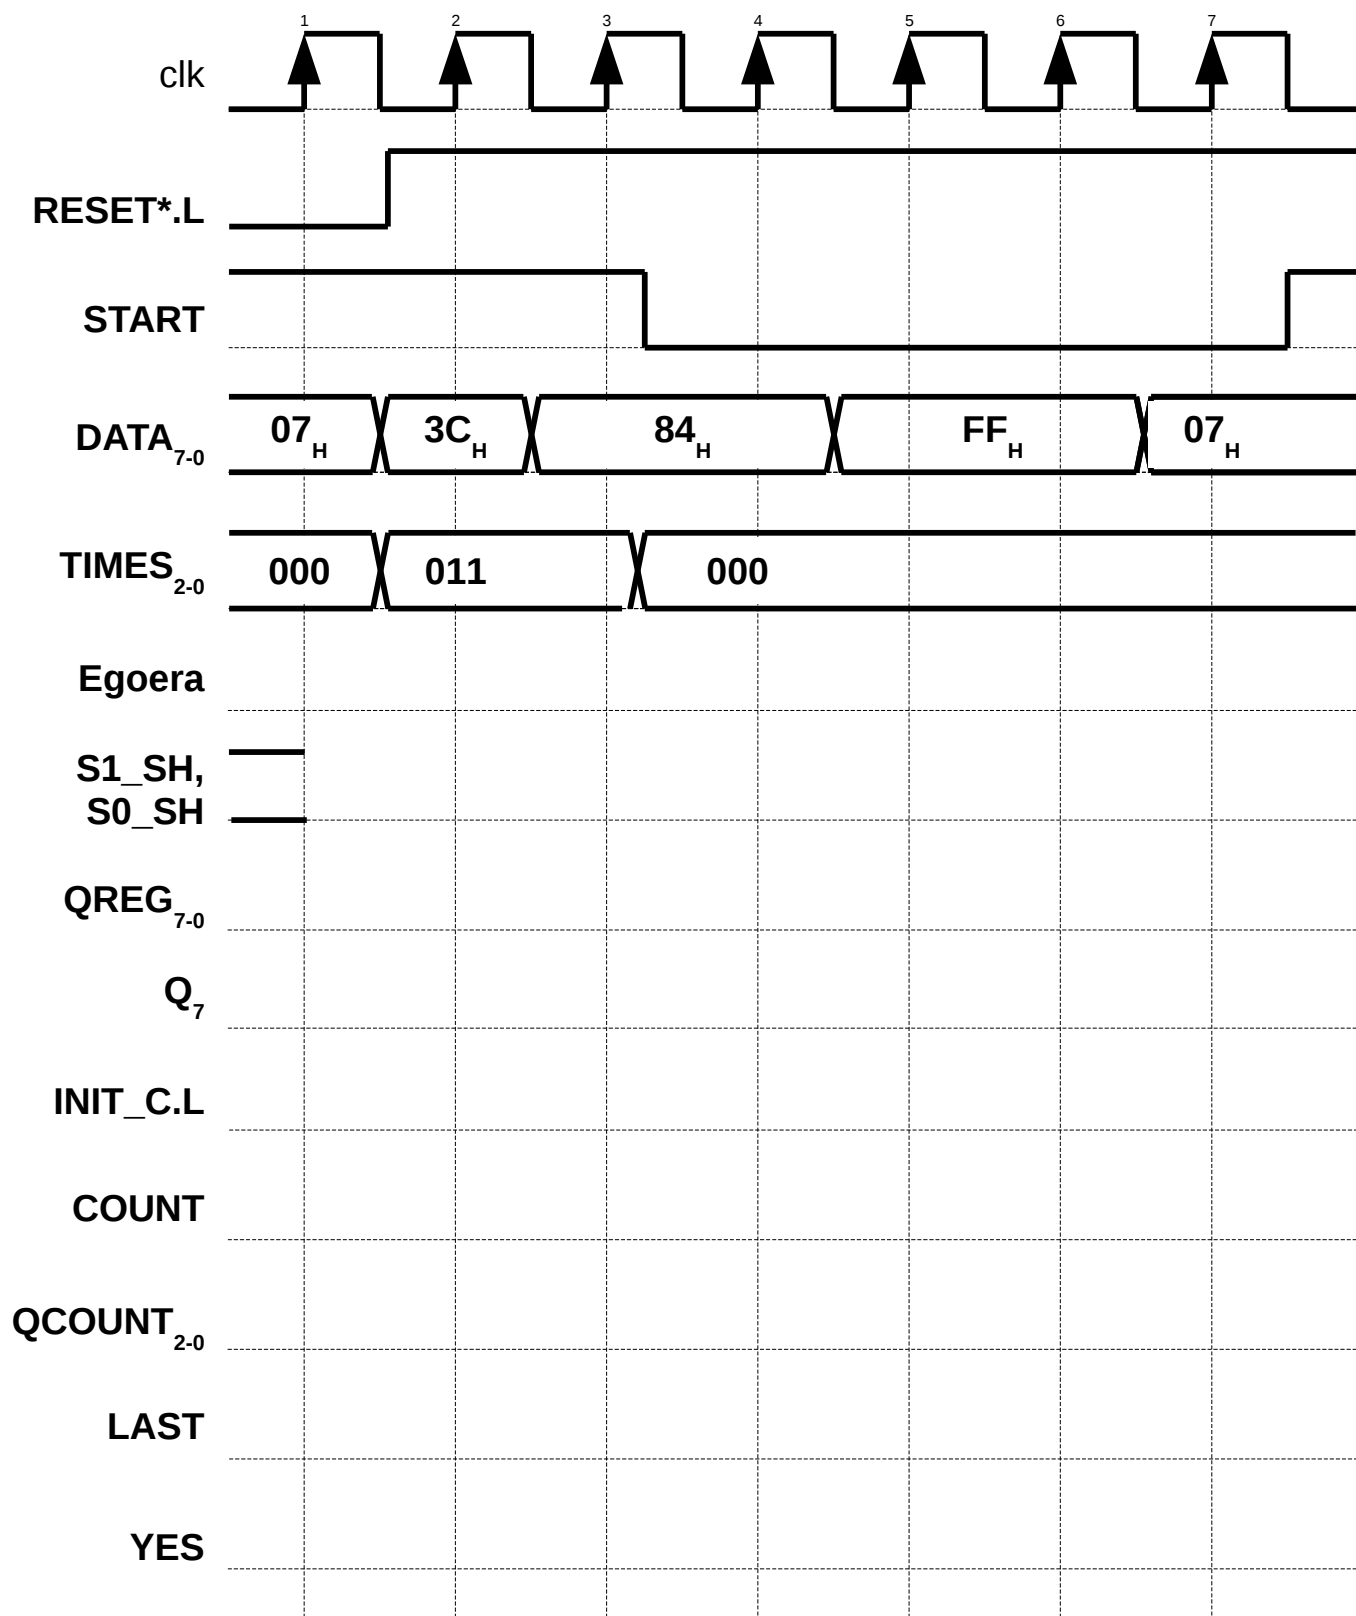 1 2 3 4 5 6 7
clk
RESET*.L
START
DATA7-0 07H 3CH 84H FFH 07H
TIMES2-0 000 011 000
Egoera
S1_SH,
S0_SH
QREG7-0
Q7
INIT_C.L
COUNT
QCOUNT2-0
LAST
YES